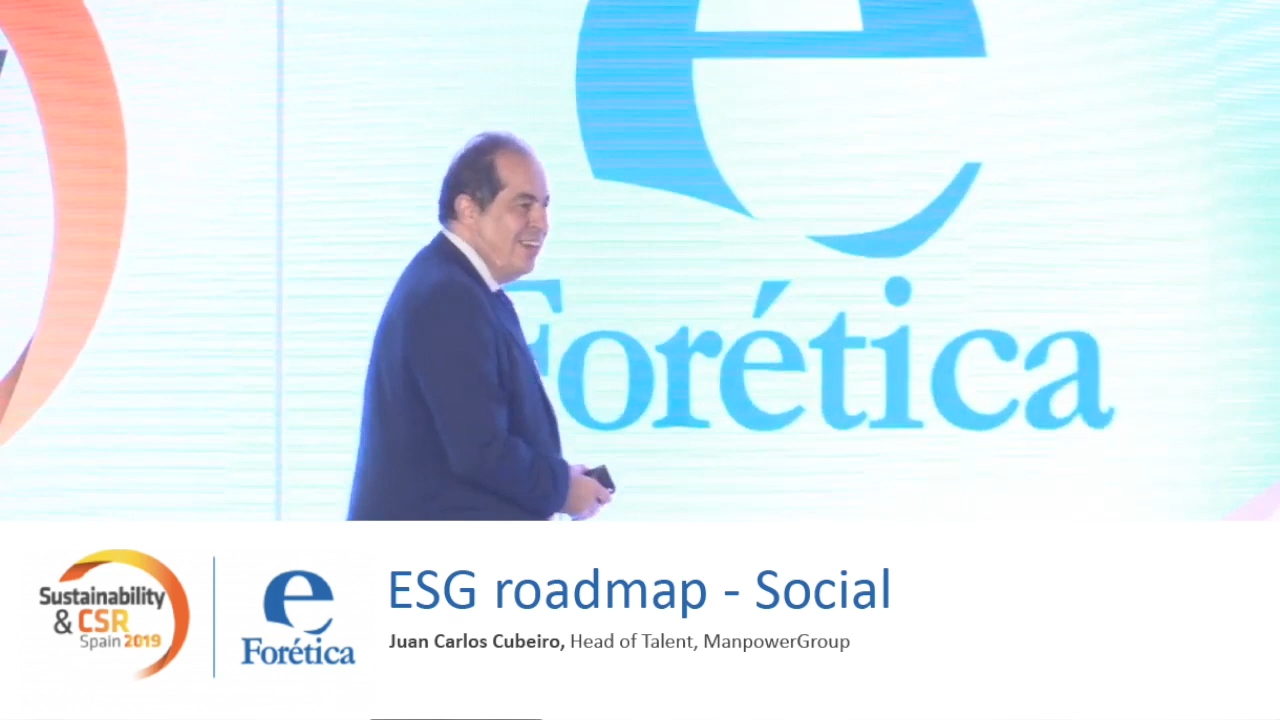 Forética
Sustainability
& CSR
Spain 2019
Forética
ESG roadmap - Social
Juan Carlos Cubeiro, Head of Talent, ManpowerGroup